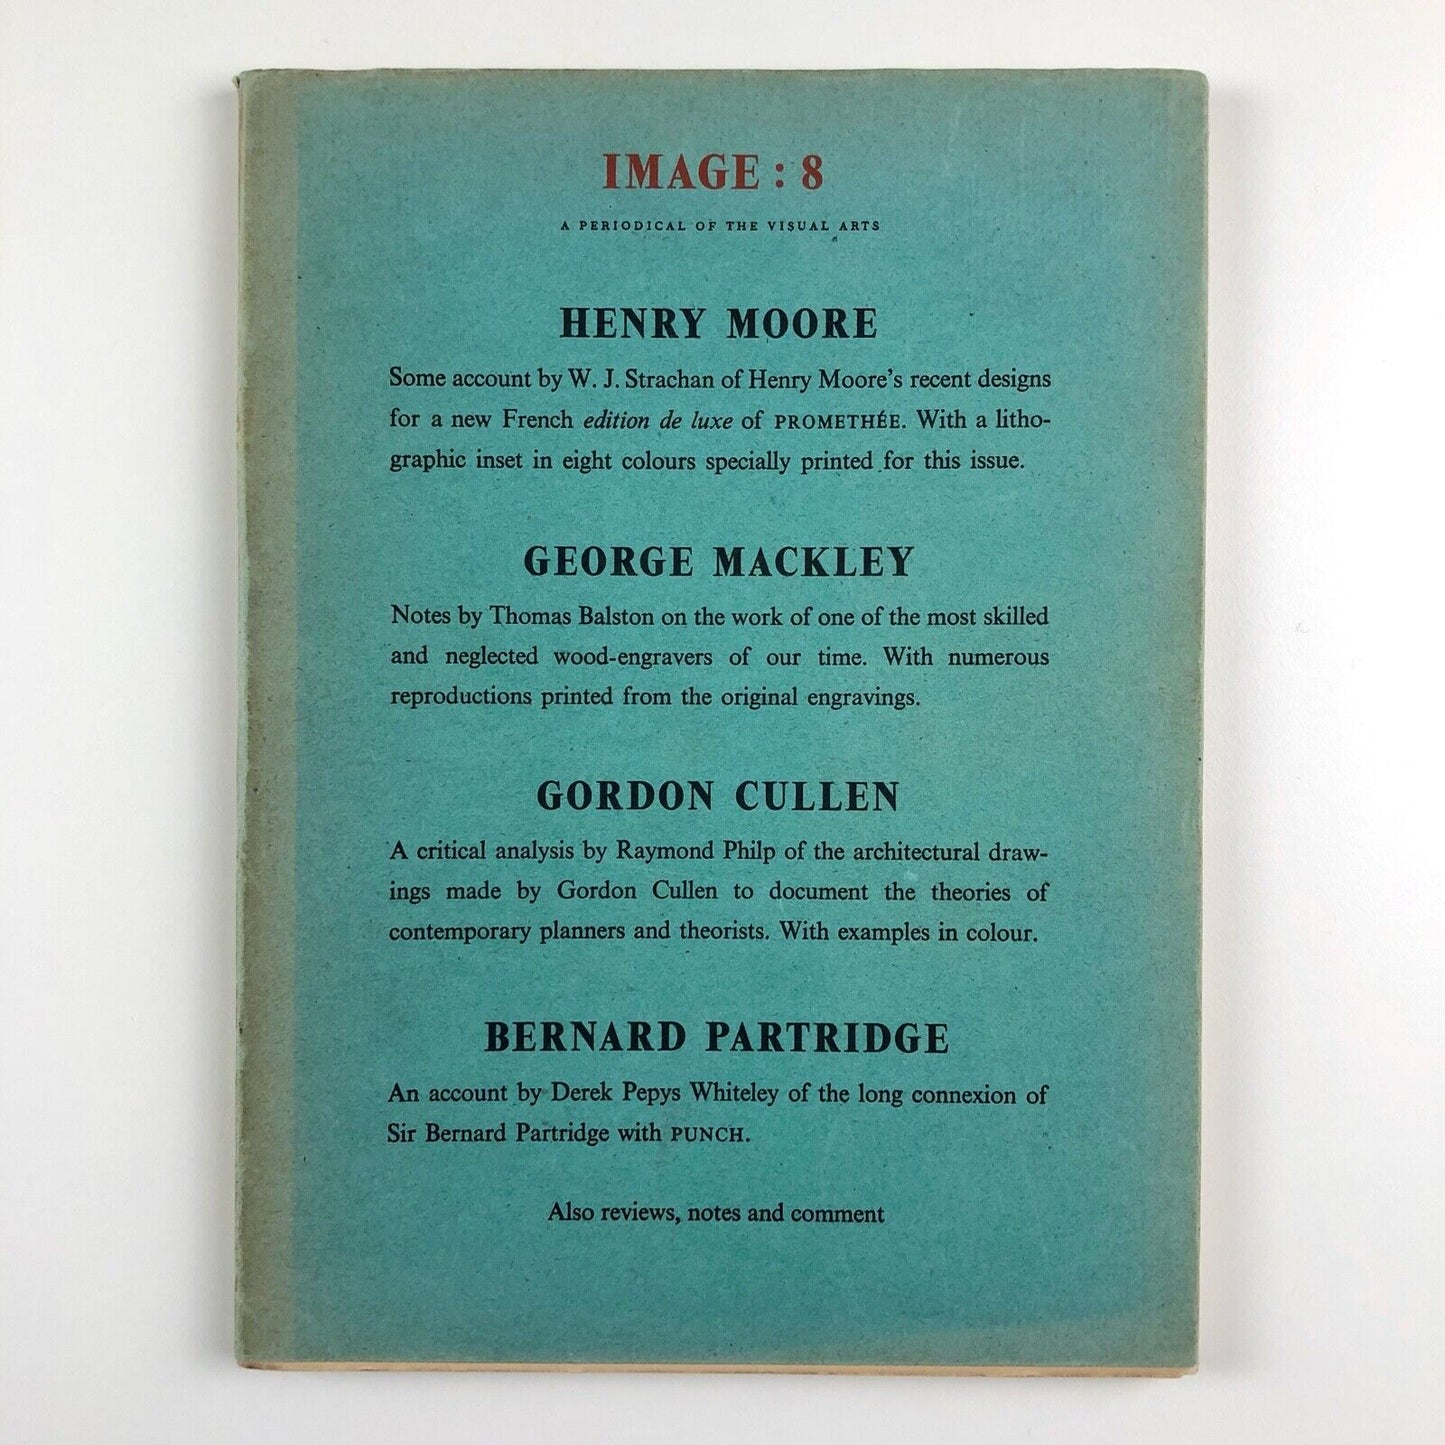 IMAGE : 8
A PERIODICAL OF THE VISUAL ARTS
HENRY MOORE
Some account by W. J. Strachan of Henry Moore's recent designs
for a new French edition de luxe of PROMETHÉE. With a litho-
graphic inset in eight colours specially printed for this issue.
GEORGE MACKLEY
Notes by Thomas Balston on the work of one of the most skilled
and neglected wood-engravers of our time. With numerous
reproductions printed from the original engravings.
GORDON CULLEN
A critical analysis by Raymond Philp of the architectural draw-
ings made by Gordon Cullen to document the theories of
contemporary planners and theorists. With examples in colour.
BERNARD PARTRIDGE
An account by Derek Pepys Whiteley of the long connexion of
Sir Bernard Partridge with PUNCH.
Also reviews, notes and comment